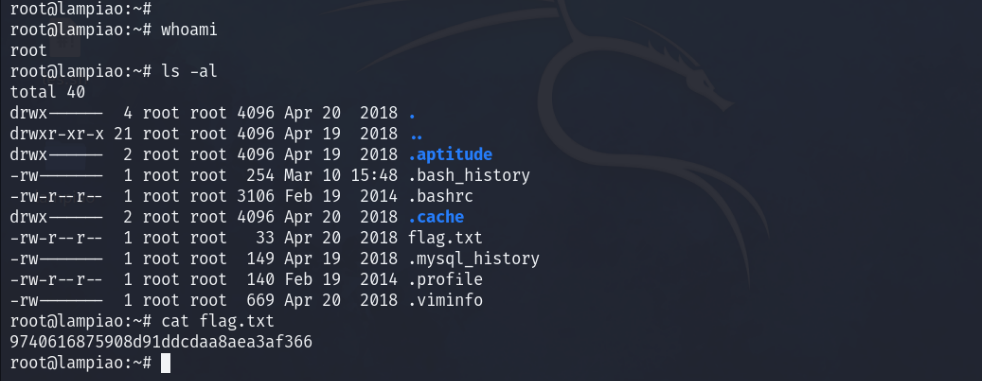 root@lampiao:~#
root@lampiao:~# whoami
root
root@lampiao:~# ls -al
total 40
drwx------  4 root root 4096 Apr 20  2018 .
drwxr-xr-x 21 root root 4096 Apr 19  2018 ..
drwx------  2 root root 4096 Apr 19  2018 .aptitude
-rw-------  1 root root  254 Mar 10 15:48 .bash_history
-rw-r--r--  1 root root 3106 Feb 19  2014 .bashrc
drwx------  2 root root 4096 Apr 20  2018 .cache
-rw-r--r--  1 root root   33 Apr 20  2018 flag.txt
-rw-------  1 root root  149 Apr 19  2018 .mysql_history
-rw-r--r--  1 root root  140 Feb 19  2014 .profile
-rw-------  1 root root  669 Apr 20  2018 .viminfo
root@lampiao:~# cat flag.txt
9740616875908d91ddcdaa8aea3af366
root@lampiao:~#